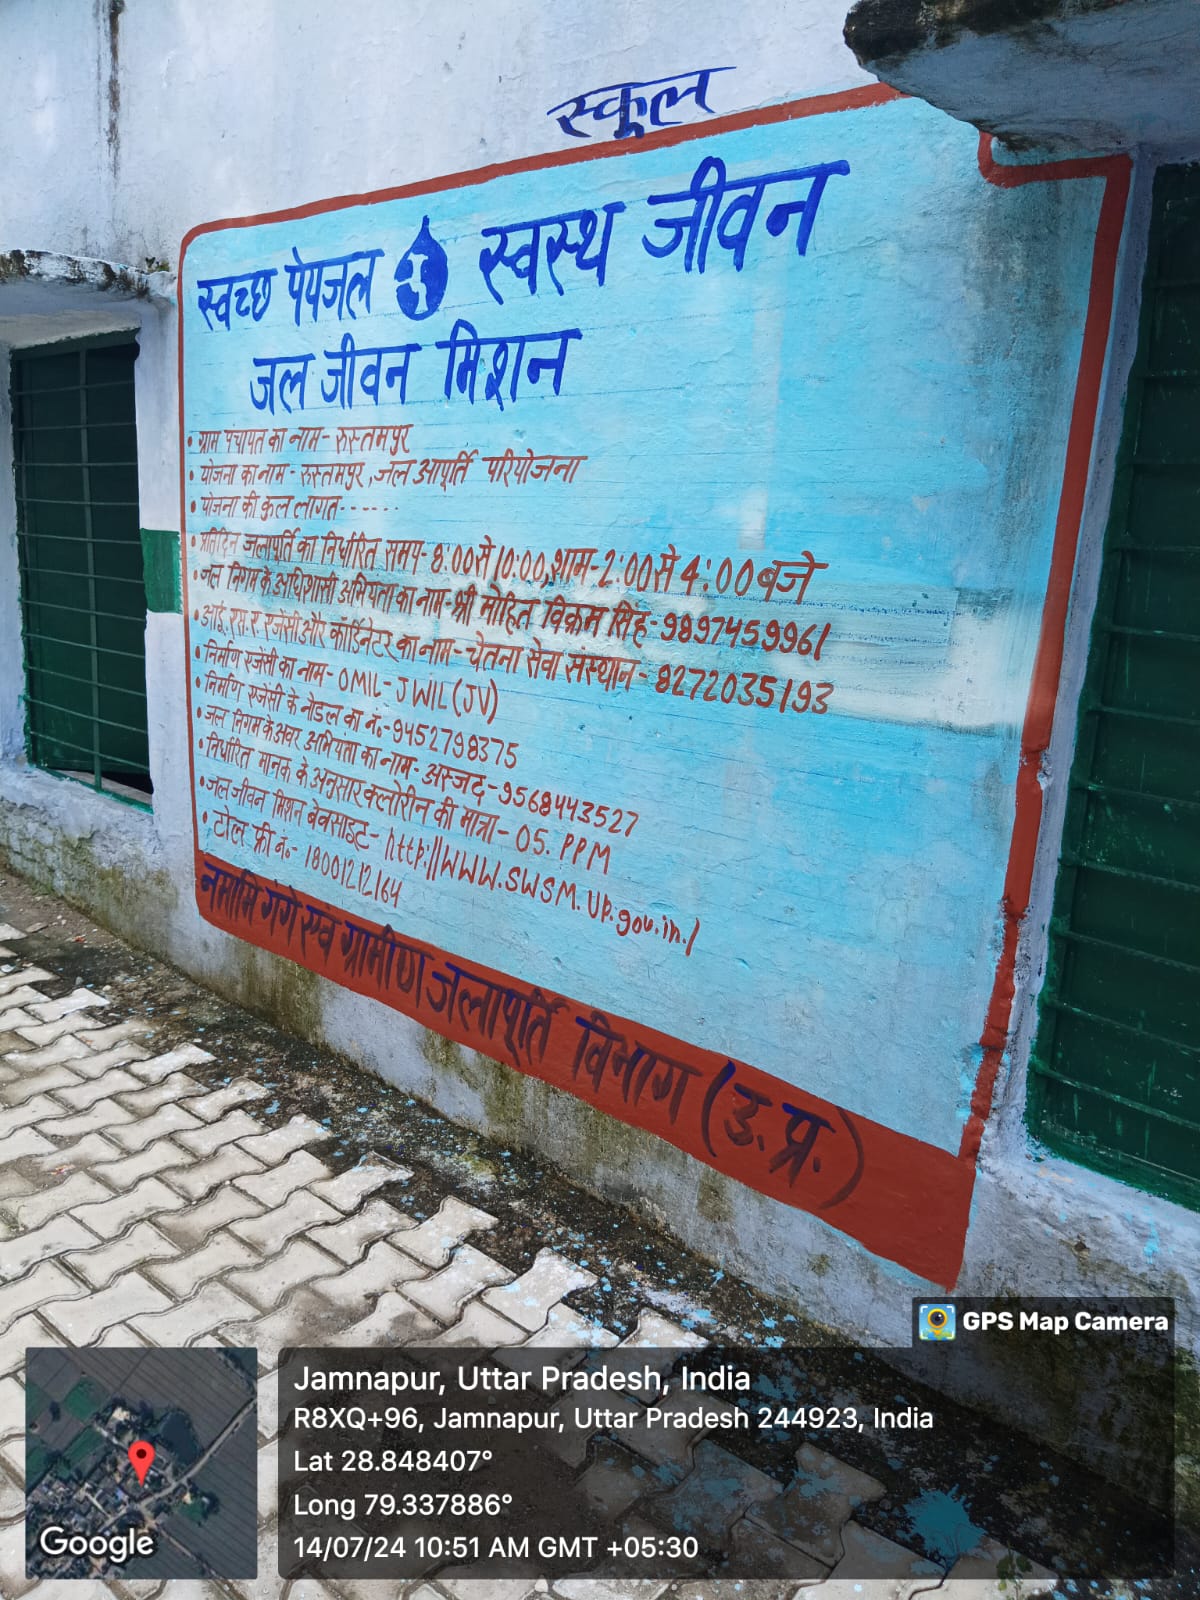 स्कूल
स्वच्छ पेयजल स्वस्थ जीवन
जल जीवन मिशन
• ग्राम पंचायत का नाम- रुस्तमपुर
• योजना का नाम - रुस्तमपुर, जल आपूर्ति परियोजना
• योजना की कुल लागत------
• प्रतिदिन जलापूर्ति का निर्धारित समय- 8:00 से 10:00, शाम-2:00 से 4:00 बजे
• जल निगम के अधिशासी अभियंता का नाम- श्री मोहित विक्रम सिंह-9897459961
• आई. एस. ए एजेंसी और कॉर्डिनेटर का नाम- चेतना सेवा संस्थान- 8272035193
• निर्माण एजेंसी का नाम- OMIL-JWIL(JV)
• निर्माण एजेंसी के नोडल का नं.-9452798375
• जल निगम के अवर अभियंता का नाम- अस्जद-9568443527
• निर्धारित मानक के अनुसार क्लोरीन की मात्रा- 05. PPM
• जल जीवन मिशन बेवसाइट- http://WWW.SWSM.UP.gov.in./
• टोल फ्री नं.- 18001212164
नमामि गंगे एवं ग्रामीण जलापूर्ति विभाग (उ.प्र.)
GPS Map Camera
Jamnapur, Uttar Pradesh, India
R8XQ+96, Jamnapur, Uttar Pradesh 244923, India
Lat 28.848407°
Long 79.337886°
14/07/24 10:51 AM GMT +05:30
Google